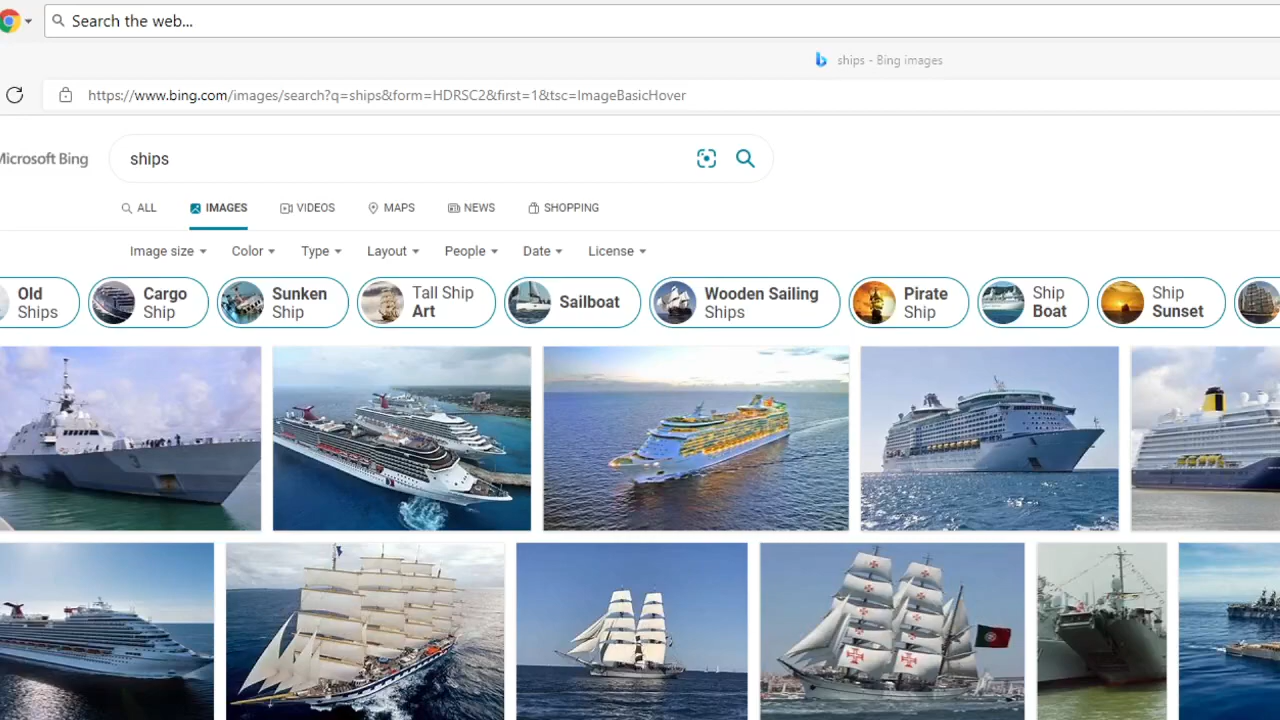 Search the web...
ships - Bing images
https://www.bing.com/images/search?q=ships&form=HDRSC2&first=1&tsc=ImageBasicHover
Microsoft Bing
ships
ALL
IMAGES
VIDEOS
MAPS
NEWS
SHOPPING
Image size
Color
Type
Layout
People
Date
License
Old
Ships
Cargo
Ship
Sunken
Ship
Tall Ship
Art
Sailboat
Wooden Sailing
Ships
Pirate
Ship
Ship
Boat
Ship
Sunset
3